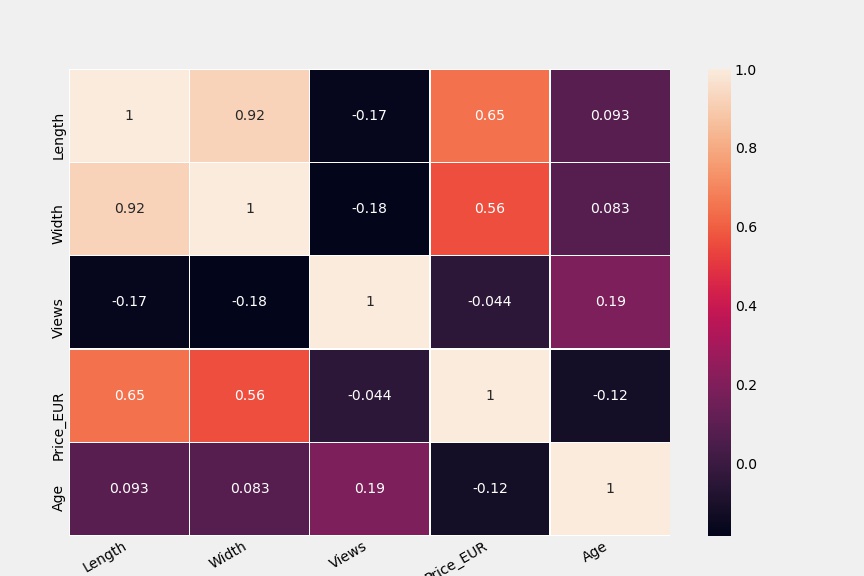 1.0
Length 1 0.92 -0.17 0.65 0.093
0.8
Width 0.92 1 -0.18 0.56 0.083
0.6
Views -0.17 -0.18 1 -0.044 0.19
0.4
Price_EUR 0.65 0.56 -0.044 1 -0.12
0.2
0.0
Age 0.093 0.083 0.19 -0.12 1
Length Width Views Price_EUR Age